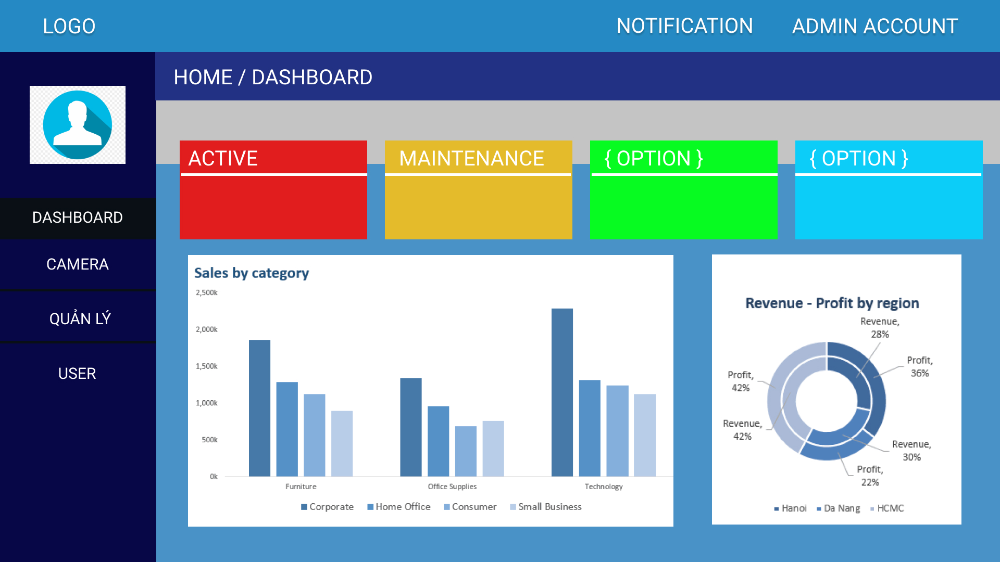 LOGO
NOTIFICATION
ADMIN ACCOUNT
HOME / DASHBOARD
DASHBOARD
CAMERA
QUẢN LÝ
USER
ACTIVE
MAINTENANCE
{ OPTION }
{ OPTION }
Sales by category
2,500k
2,000k
1,500k
1,000k
500k
0k
Furniture
Office Supplies
Technology
Corporate
Home Office
Consumer
Small Business
Revenue - Profit by region
Revenue,
28%
Profit,
36%
Profit,
42%
Revenue,
42%
Revenue,
30%
Profit,
22%
Hanoi
Da Nang
HCMC